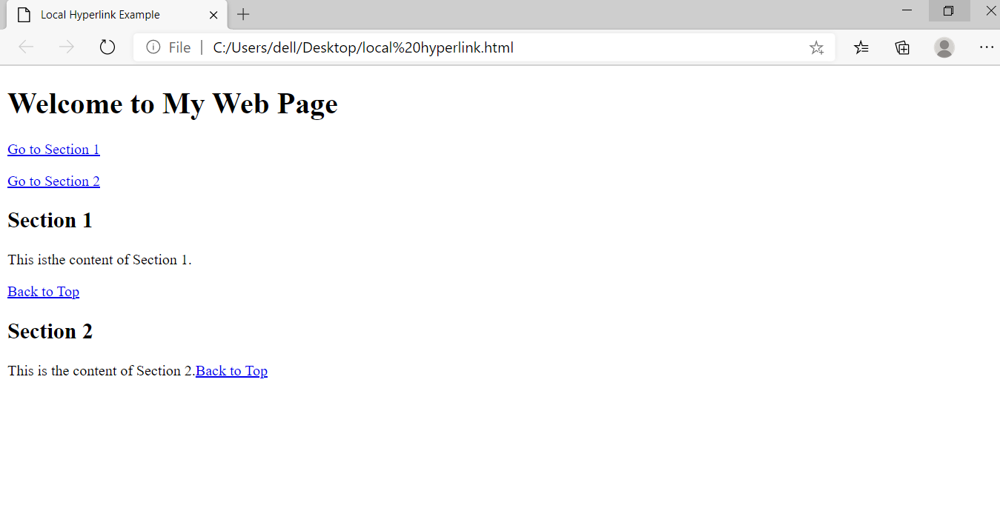 Local Hyperlink Example
File | C:/Users/dell/Desktop/local%20hyperlink.html
Welcome to My Web Page
Go to Section 1
Go to Section 2
Section 1
This isthe content of Section 1.
Back to Top
Section 2
This is the content of Section 2.Back to Top